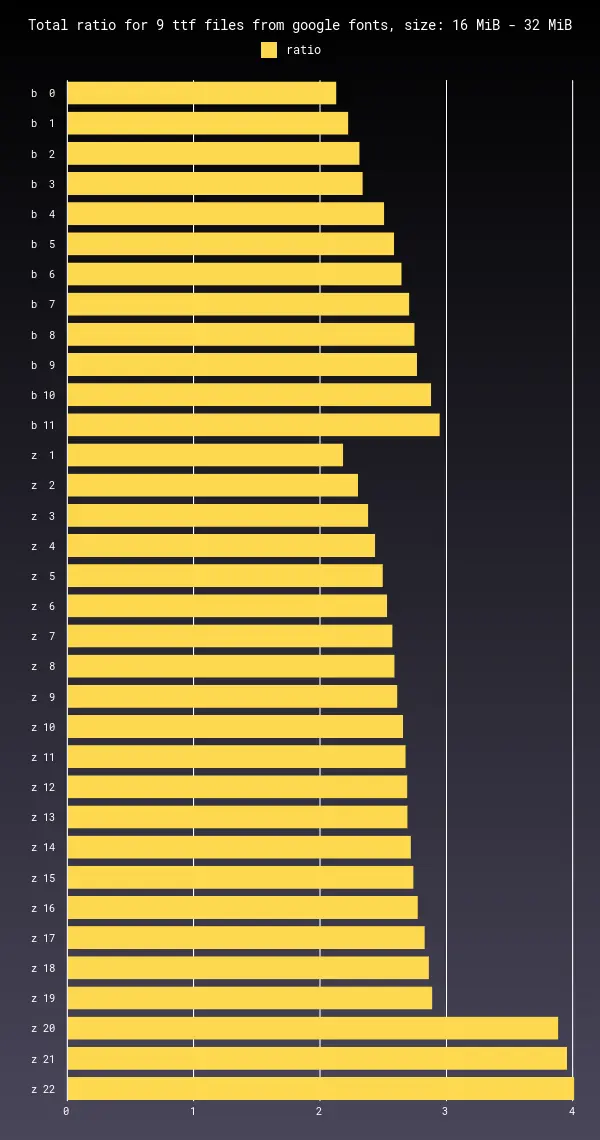 Total ratio for 9 ttf files from google fonts, size: 16 MiB - 32 MiB
ratio
b 0
b 1
b 2
b 3
b 4
b 5
b 6
b 7
b 8
b 9
b 10
b 11
z 1
z 2
z 3
z 4
z 5
z 6
z 7
z 8
z 9
z 10
z 11
z 12
z 13
z 14
z 15
z 16
z 17
z 18
z 19
z 20
z 21
z 22
0 1 2 3 4